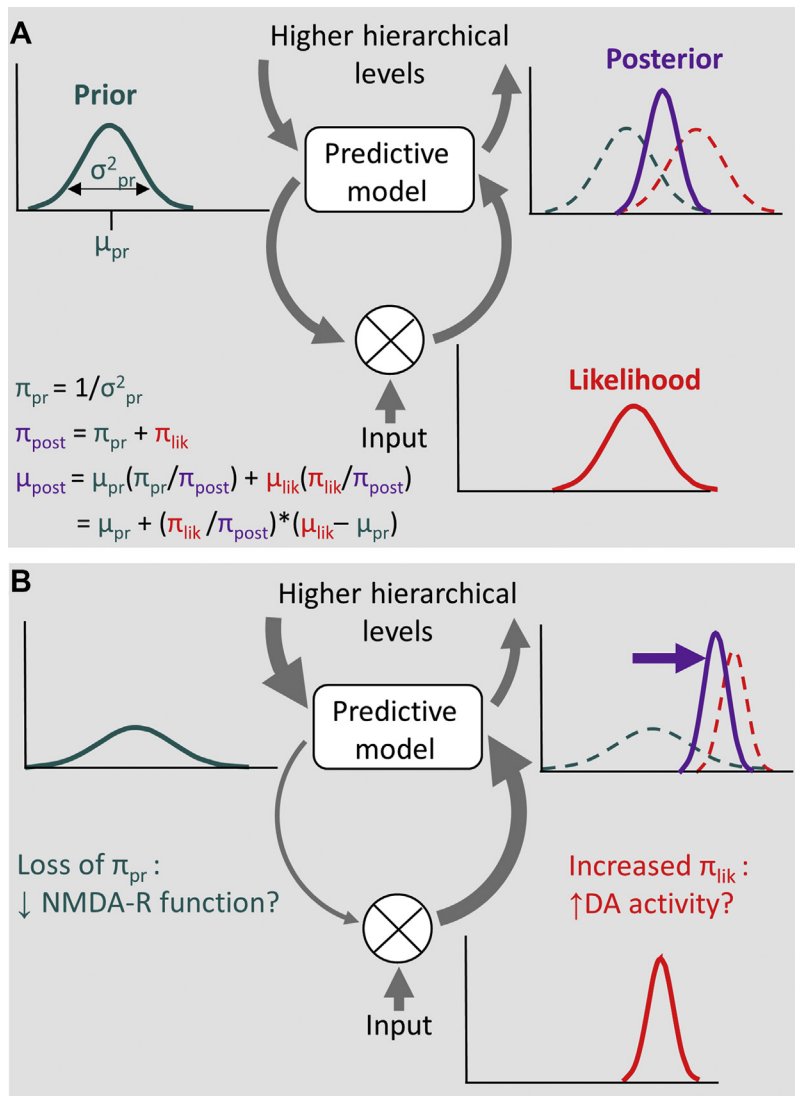 A
Higher hierarchical
levels
Prior
σ²pr
μpr
Predictive
model
Posterior
Likelihood
Input
πpr = 1/σ²pr
πpost = πpr + πlik
μpost = μpr(πpr/πpost) + μlik(πlik/πpost)
= μpr + (πlik /πpost)*(μlik– μpr)
B
Higher hierarchical
levels
Predictive
model
Loss of πpr :
↓ NMDA-R function?
Increased πlik :
↑DA activity?
Input